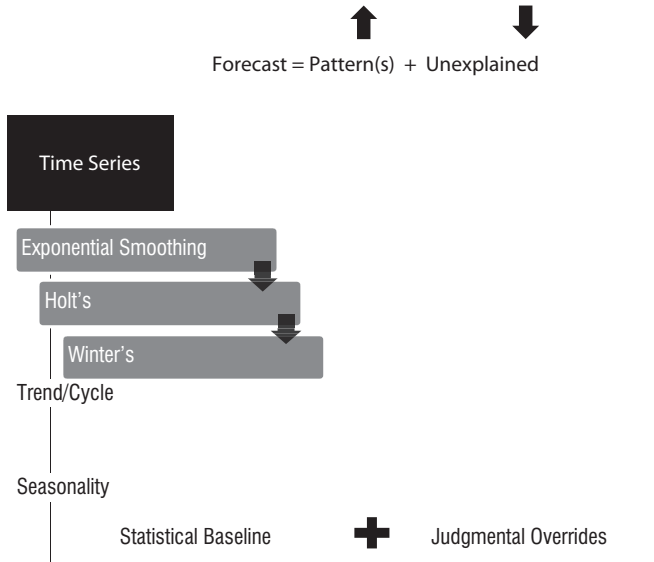 Forecast = Pattern(s) + Unexplained
Time Series
Exponential Smoothing
Holt's
Winter's
Trend/Cycle
Seasonality
Statistical Baseline + Judgmental Overrides